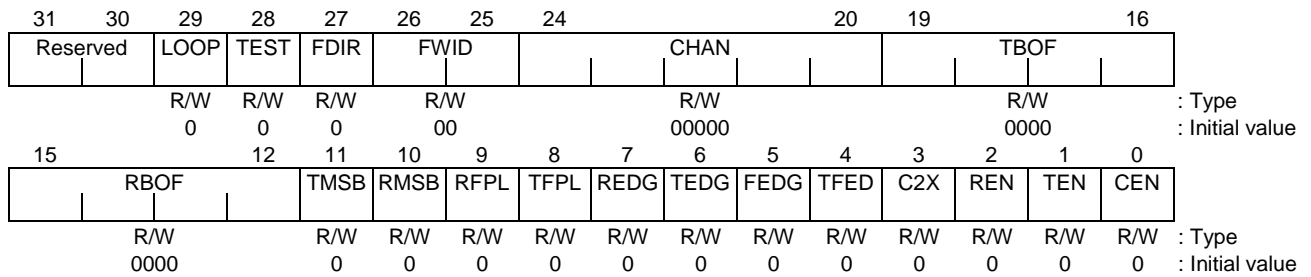 31 30 29 28 27 26 25 24 20 19 16
Reserved LOOP TEST FDIR FWID CHAN TBOF
R/W R/W R/W R/W R/W R/W : Type
0 0 0 00 00000 0000 : Initial value
15 12 11 10 9 8 7 6 5 4 3 2 1 0
RBOF TMSB RMSB RFPL TFPL REDG TEDG FEDG TFED C2X REN TEN CEN
R/W R/W R/W R/W R/W R/W R/W R/W R/W R/W R/W R/W R/W : Type
0000 0 0 0 0 0 0 0 0 0 0 0 0 : Initial value